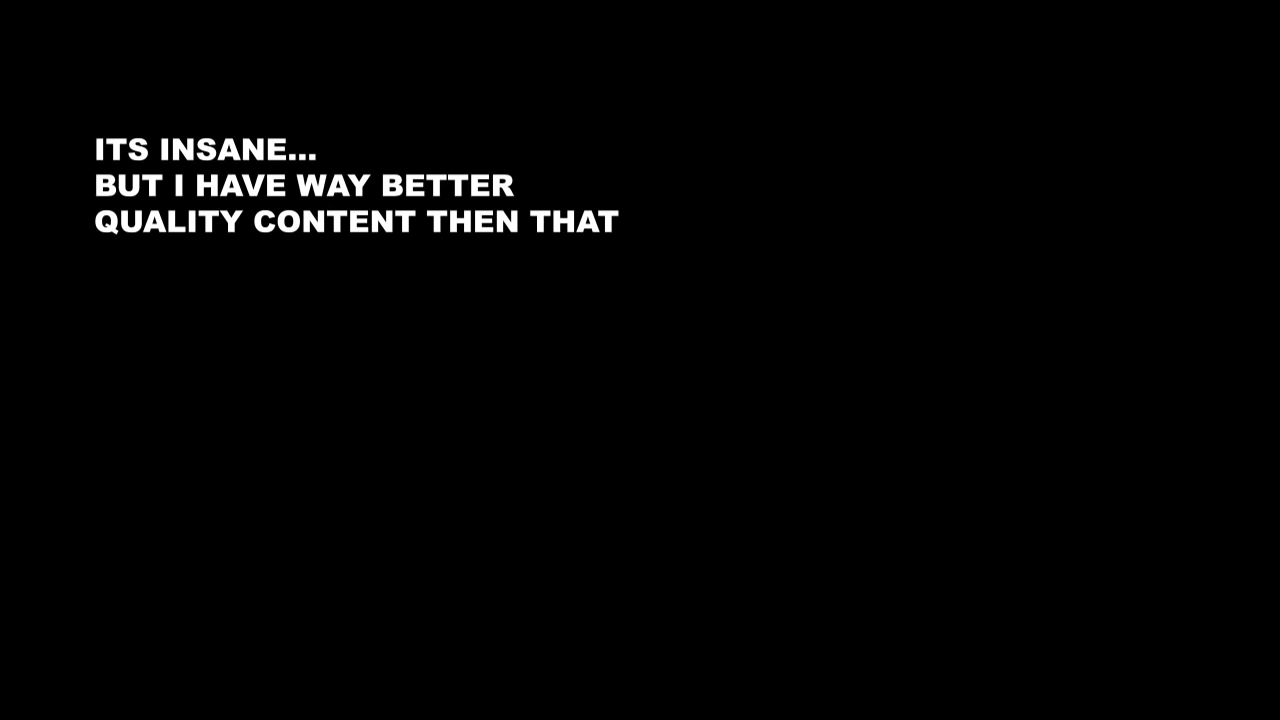 ITS INSANE...
BUT I HAVE WAY BETTER
QUALITY CONTENT THEN THAT